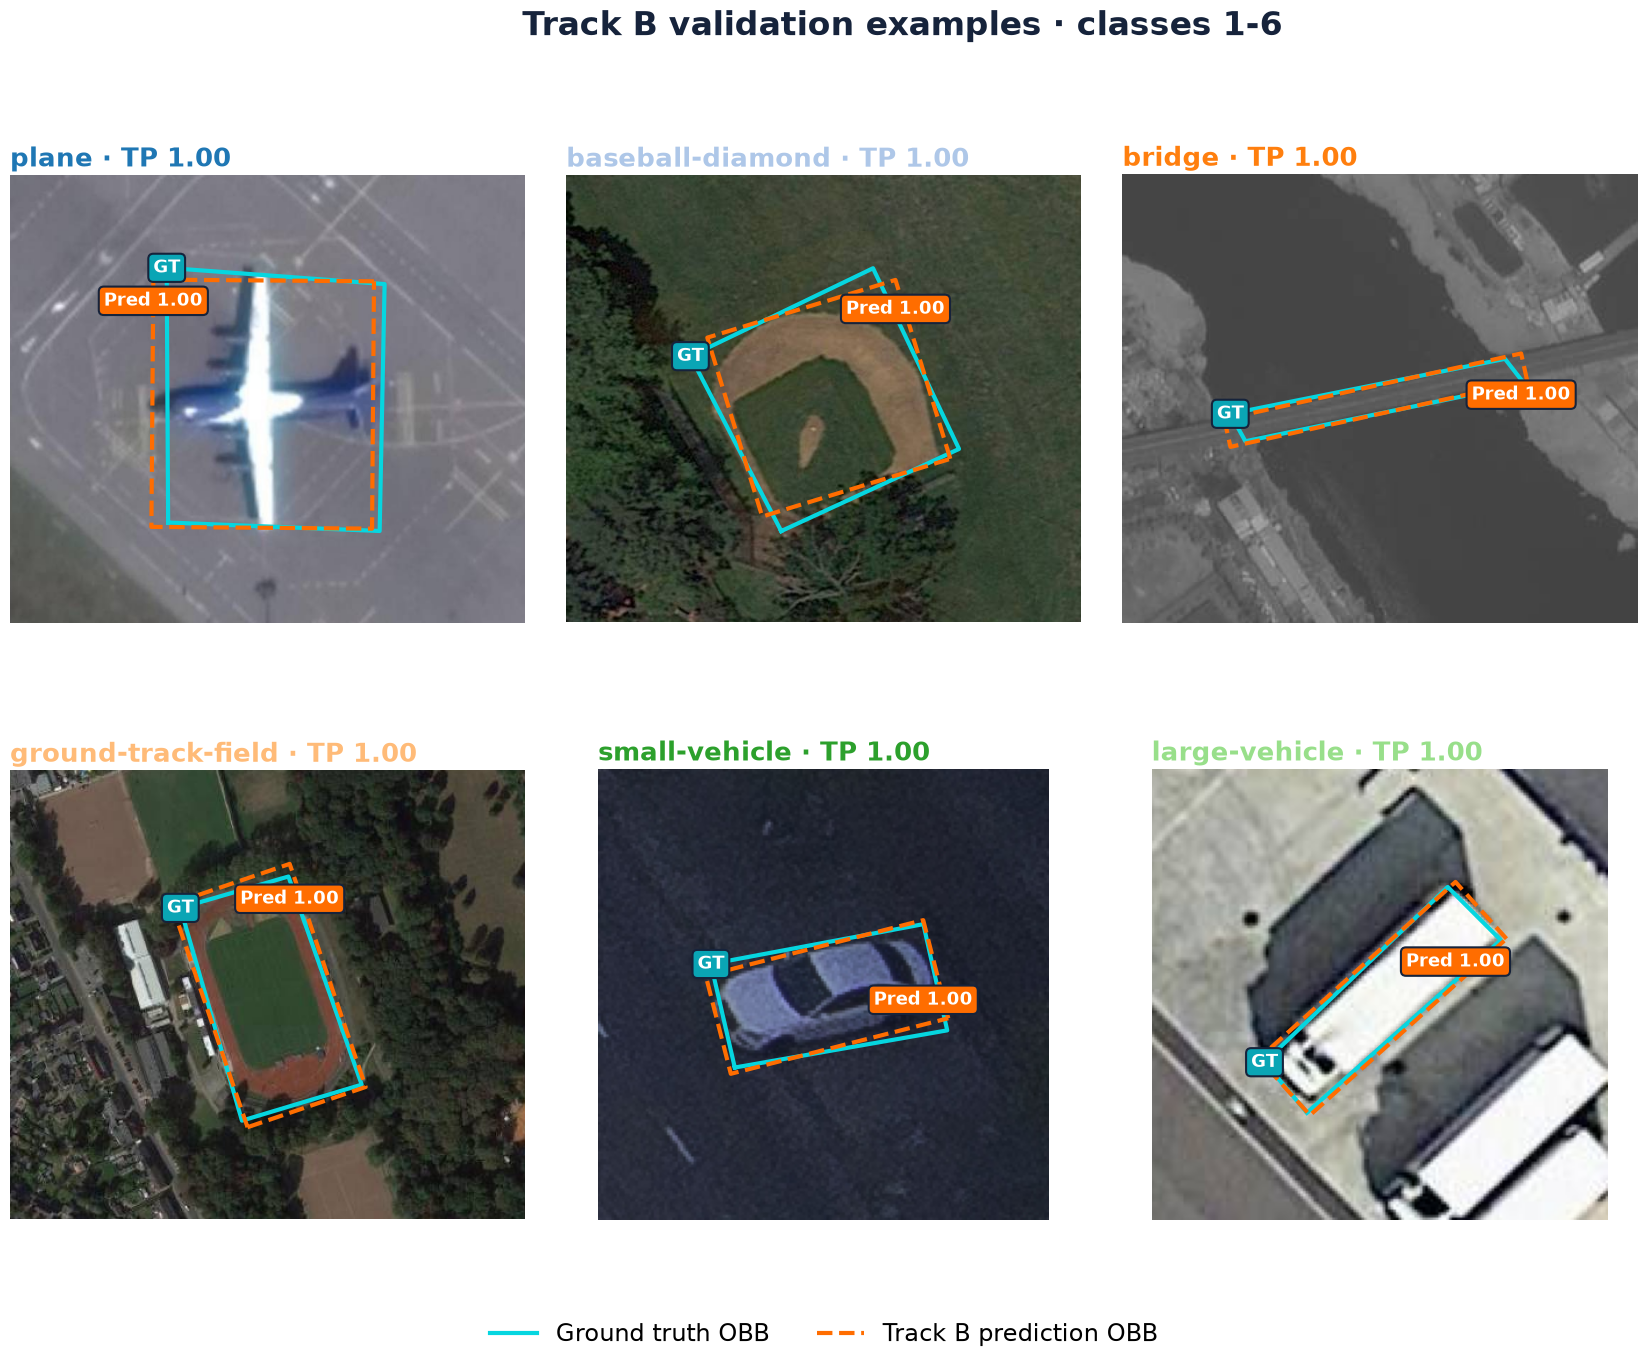 Track B validation examples · classes 1-6
plane · TP 1.00
baseball-diamond · TP 1.00
bridge · TP 1.00
GT
Pred 1.00
GT
Pred 1.00
GT
Pred 1.00
ground-track-field · TP 1.00
small-vehicle · TP 1.00
large-vehicle · TP 1.00
GT
Pred 1.00
GT
Pred 1.00
GT
Pred 1.00
Ground truth OBB
Track B prediction OBB